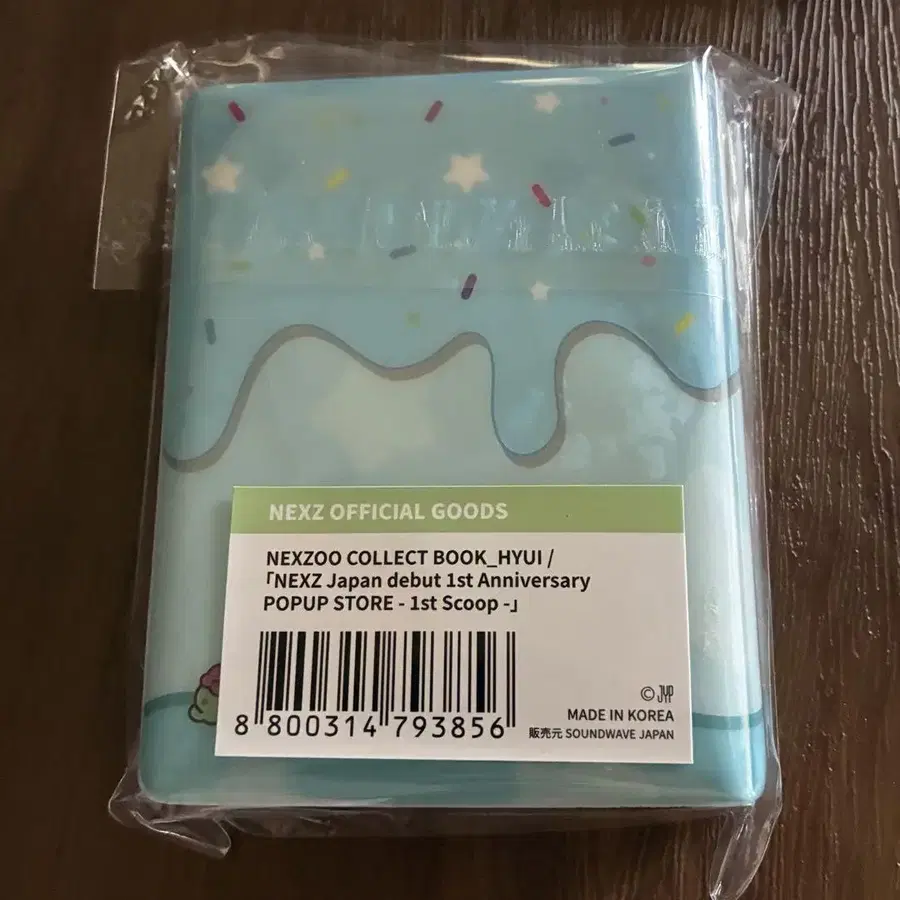 NEXZ OFFICIAL GOODS
NEXZOO COLLECT BOOK_HYUI /
「NEXZ Japan debut 1st Anniversary
POPUP STORE - 1st Scoop -」
8 800314 793856
© JYP
MADE IN KOREA
販売元 SOUNDWAVE JAPAN